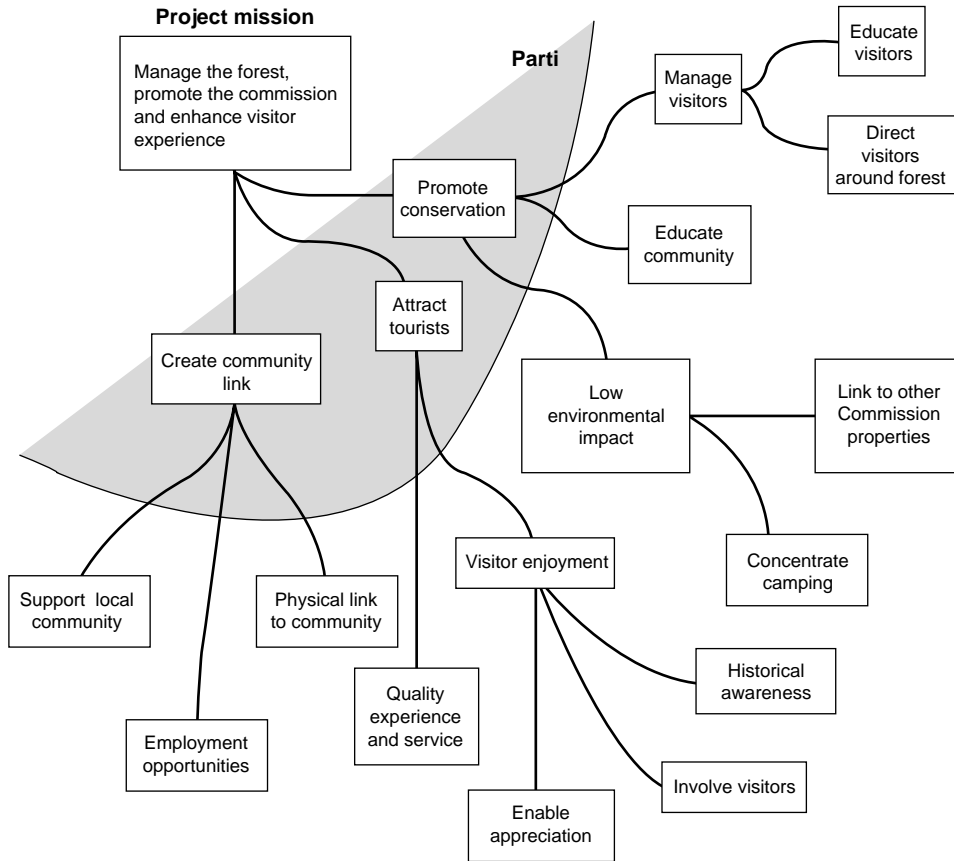 Project mission
Manage the forest,
promote the commission
and enhance visitor
experience
Parti
Manage
visitors
Educate
visitors
Direct
visitors
around forest
Promote
conservation
Educate
community
Attract
tourists
Create community
link
Low
environmental
impact
Link to other
Commission
properties
Visitor enjoyment
Concentrate
camping
Support local
community
Physical link
to community
Historical
awareness
Quality
experience
and service
Employment
opportunities
Involve visitors
Enable
appreciation